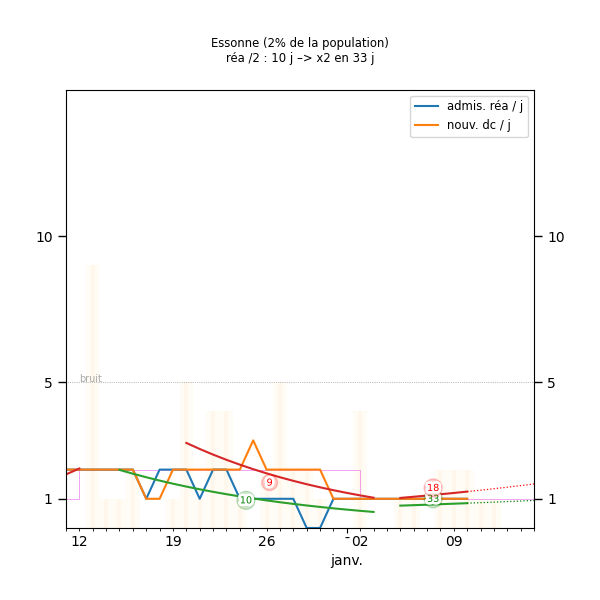 Essonne (2% de la population)
réa /2 : 10 j –> x2 en 33 j
admis. réa / j
nouv. dc / j
10
10
bruit
5
5
9
18
10
33
1
1
12
19
26
02
09
janv.